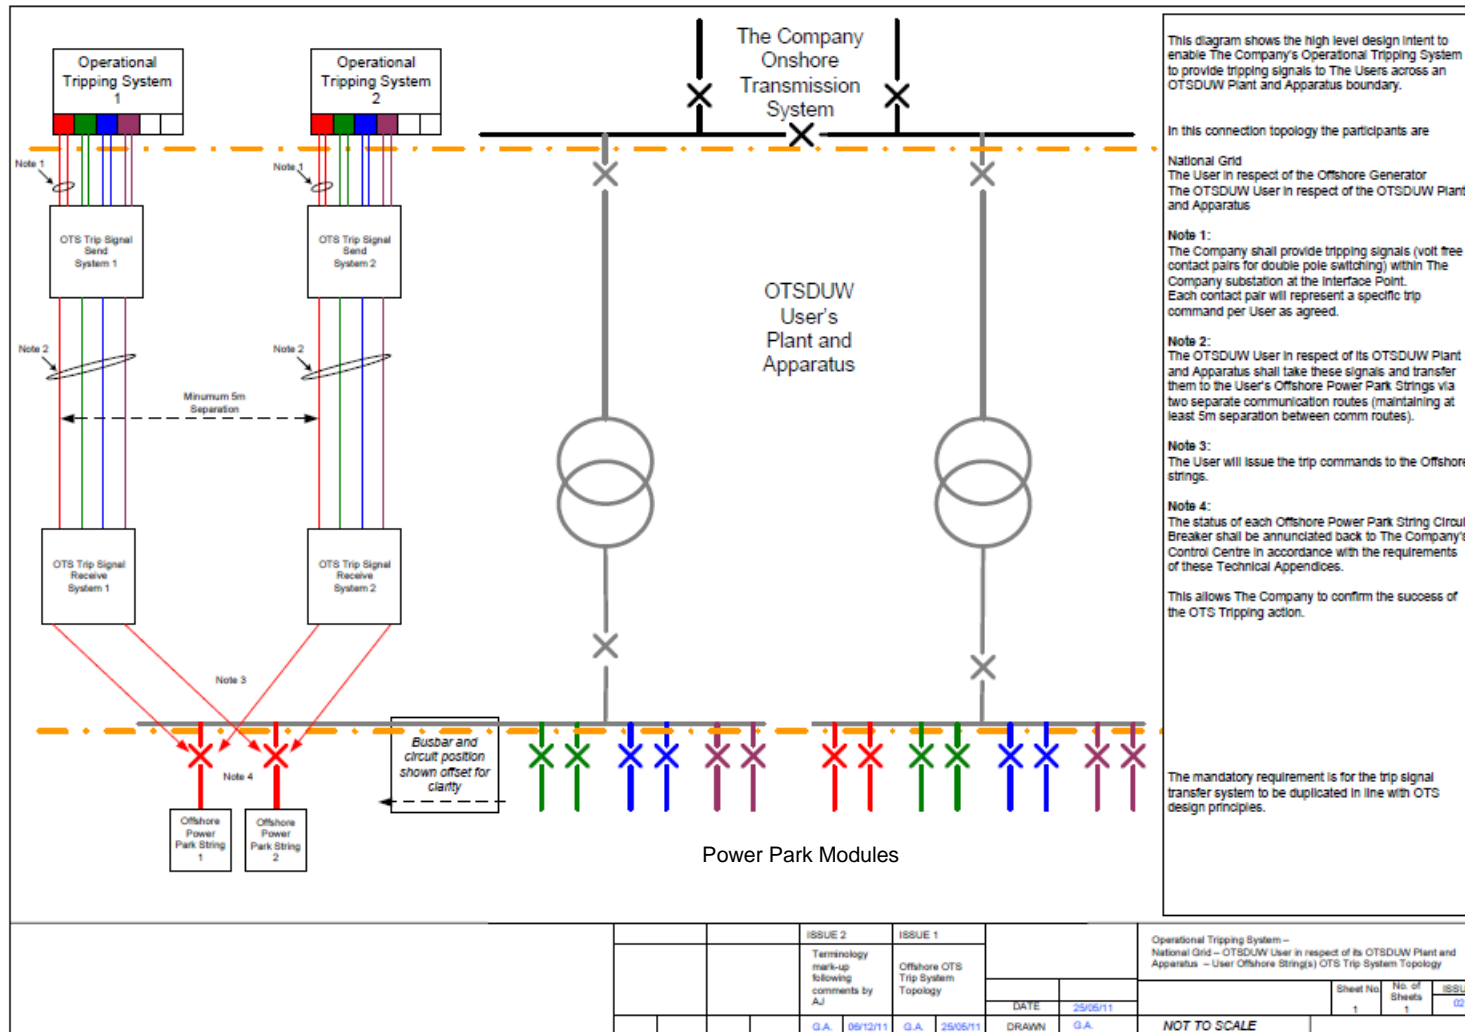 Operational
Tripping System
1
Operational
Tripping System
2
The Company
Onshore
Transmission
System
Note 1
Note 1
OTS Trip Signal
Send
System 1
OTS Trip Signal
Send
System 2
OTSDUW
User's
Plant and
Apparatus
Note 2
Note 2
Minumum 5m
Separation
OTS Trip Signal
Receive
System 1
OTS Trip Signal
Receive
System 2
Note 3
Note 4
Busbar and
circuit position
shown offset for
clarity
Offshore
Power
Park String
1
Offshore
Power
Park String
2
Power Park Modules
This diagram shows the high level design intent to
enable The Company's Operational Tripping System
to provide tripping signals to The Users across an
OTSDUW Plant and Apparatus boundary.
In this connection topology the participants are
National Grid
The User in respect of the Offshore Generator
The OTSDUW User in respect of the OTSDUW Plant
and Apparatus
Note 1:
The Company shall provide tripping signals (volt free
contact pairs for double pole switching) within The
Company substation at the Interface Point.
Each contact pair will represent a specific trip
command per User as agreed.
Note 2:
The OTSDUW User in respect of its OTSDUW Plant
and Apparatus shall take these signals and transfer
them to the User's Offshore Power Park Strings via
two separate communication routes (maintaining at
least 5m separation between comm routes).
Note 3:
The User will issue the trip commands to the Offshore
strings.
Note 4:
The status of each Offshore Power Park String Circui
Breaker shall be annunciated back to The Company's
Control Centre in accordance with the requirements
of these Technical Appendices.
This allows The Company to confirm the success of
the OTS Tripping action.
The mandatory requirement is for the trip signal
transfer system to be duplicated in line with OTS
design principles.
ISSUE 2
Terminology
mark-up
following
comments by
AJ
G.A. 06/12/11
ISSUE 1
Offshore OTS
Trip System
Topology
G.A. 25/05/11
DATE 25/05/11
DRAWN G.A.
Operational Tripping System –
National Grid – OTSDUW User in respect of its OTSDUW Plant and
Apparatus – User Offshore String(s) OTS Trip System Topology
Sheet No.
1
No. of
Sheets
1
ISSU
02
NOT TO SCALE